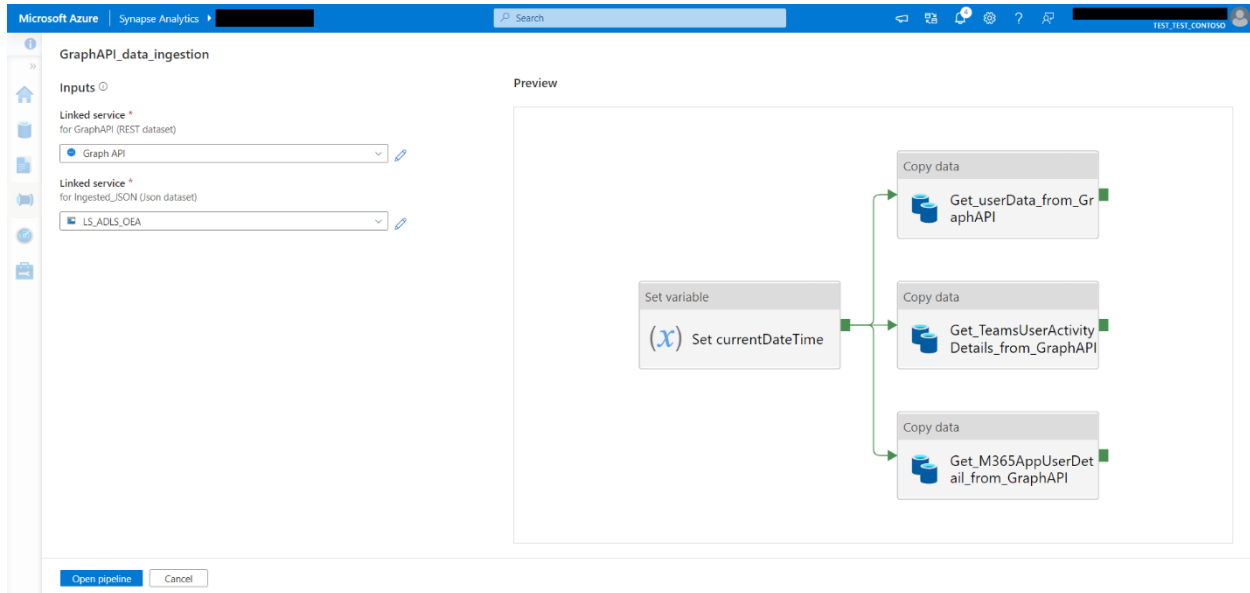 Microsoft Azure
Synapse Analytics
Search
4
TEST_TEST_CONTOSO
GraphAPI_data_ingestion
Inputs
Linked service *
for GraphAPI (REST dataset)
Graph API
Linked service *
for Ingested_JSON (Json dataset)
LS_ADLS_OEA
Preview
Copy data
Get_userData_from_Gr
aphAPI
Set variable
(x) Set currentDateTime
Copy data
Get_TeamsUserActivity
Details_from_GraphAPI
Copy data
Get_M365AppUserDet
ail_from_GraphAPI
Open pipeline
Cancel